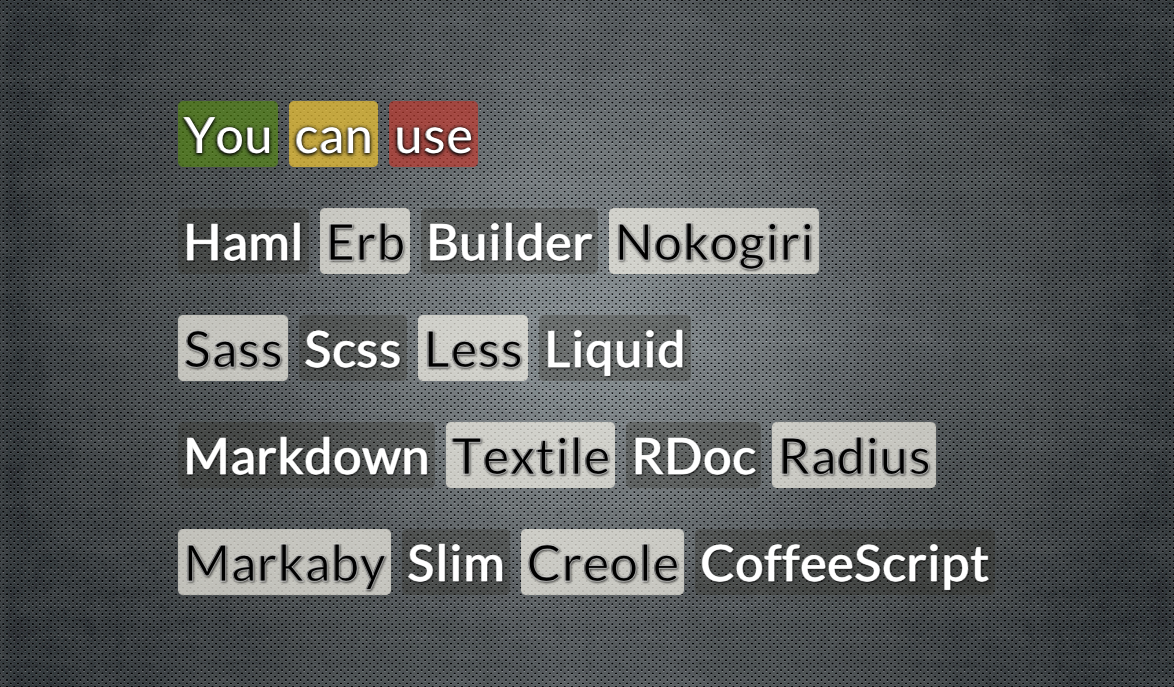 You can use
Haml Erb Builder Nokogiri
Sass Scss Less Liquid
Markdown Textile RDoc Radius
Markaby Slim Creole CoffeeScript